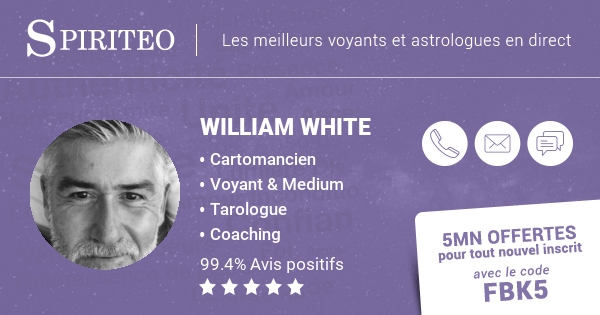 SPIRITEO
Les meilleurs voyants et astrologues en direct
WILLIAM WHITE
• Cartomancien
• Voyant & Medium
• Tarologue
• Coaching
99.4% Avis positifs
5MN OFFERTES
pour tout nouvel inscrit
avec le code
FBK5